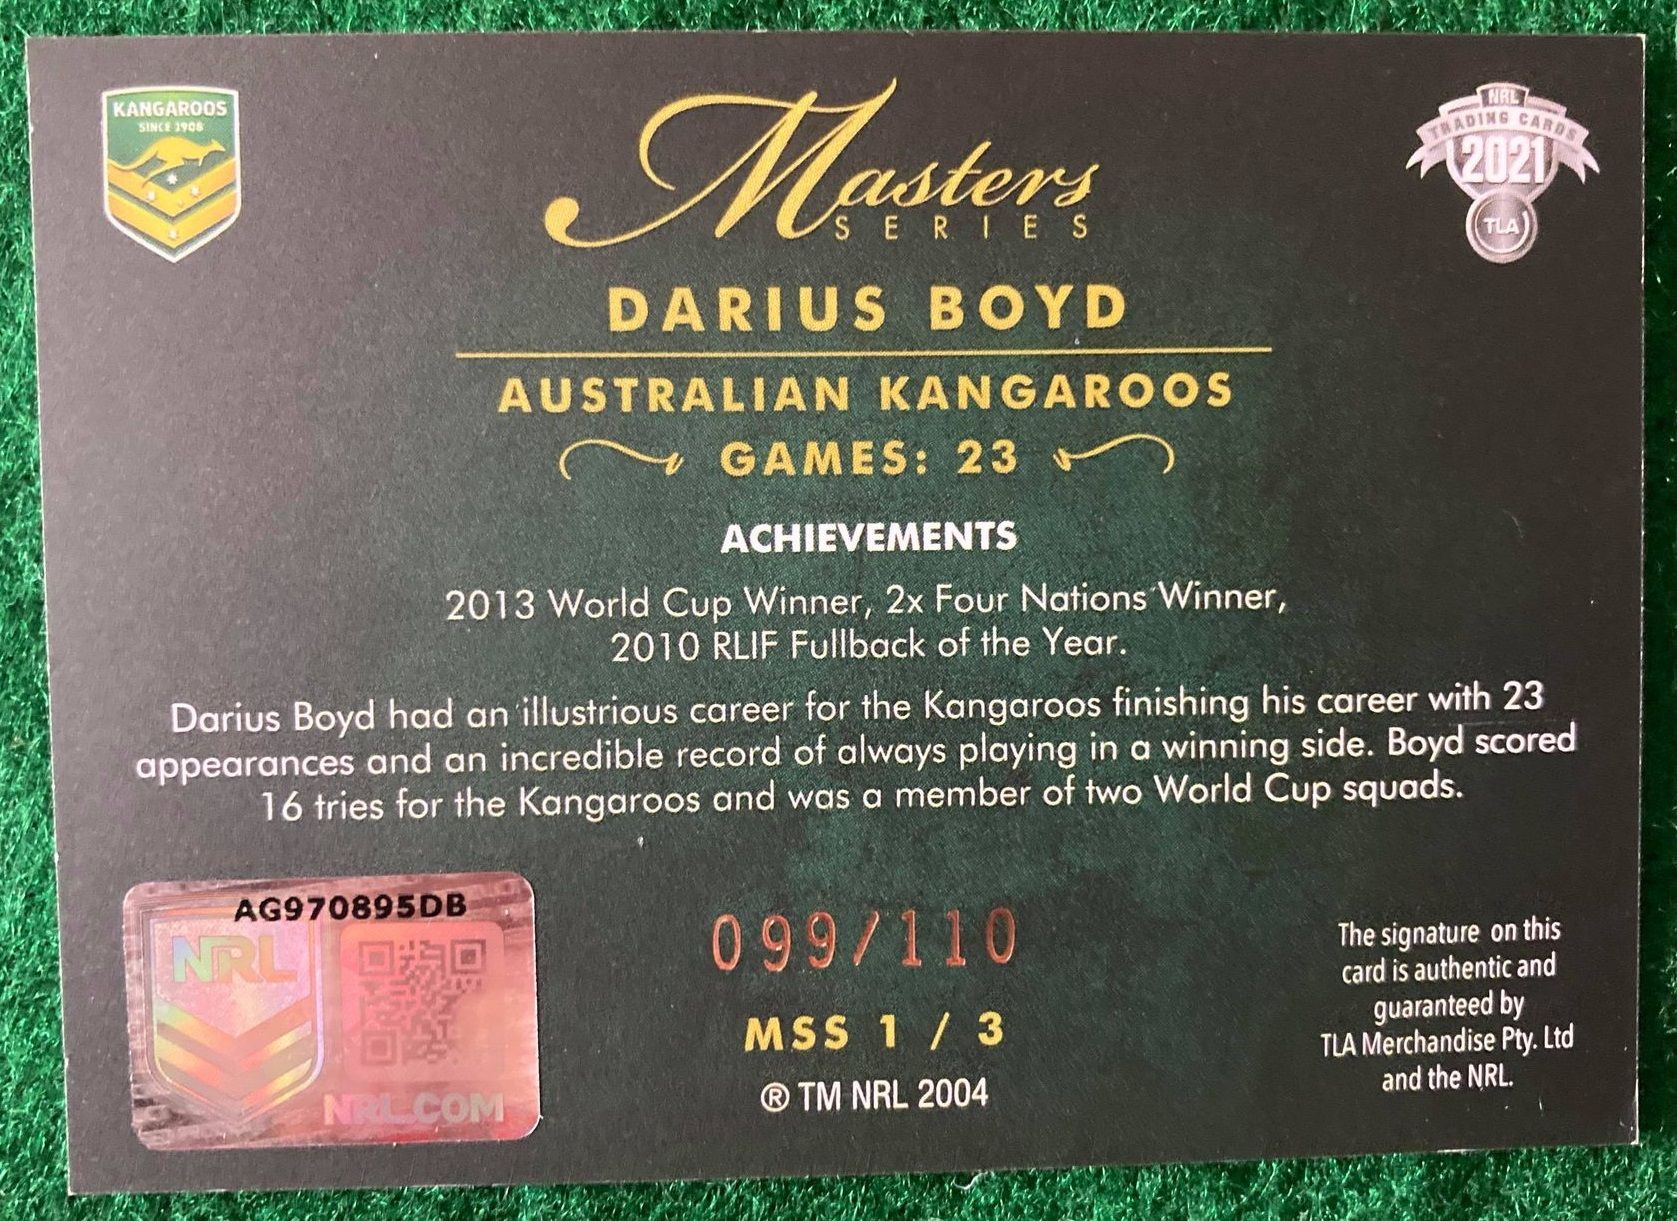 KANGAROOS
SINCE 1908
Masters
SERIES
NRL
TRADING CARDS
2021
TLA
DARIUS BOYD
AUSTRALIAN KANGAROOS
GAMES: 23
ACHIEVEMENTS
2013 World Cup Winner, 2x Four Nations Winner,
2010 RLIF Fullback of the Year.
Darius Boyd had an illustrious career for the Kangaroos finishing his career with 23
appearances and an incredible record of always playing in a winning side. Boyd scored
16 tries for the Kangaroos and was a member of two World Cup squads.
AG970895DB
NRL
NRL.COM
099/110
MSS 1 / 3
® TM NRL 2004
The signature on this
card is authentic and
guaranteed by
TLA Merchandise Pty. Ltd
and the NRL.